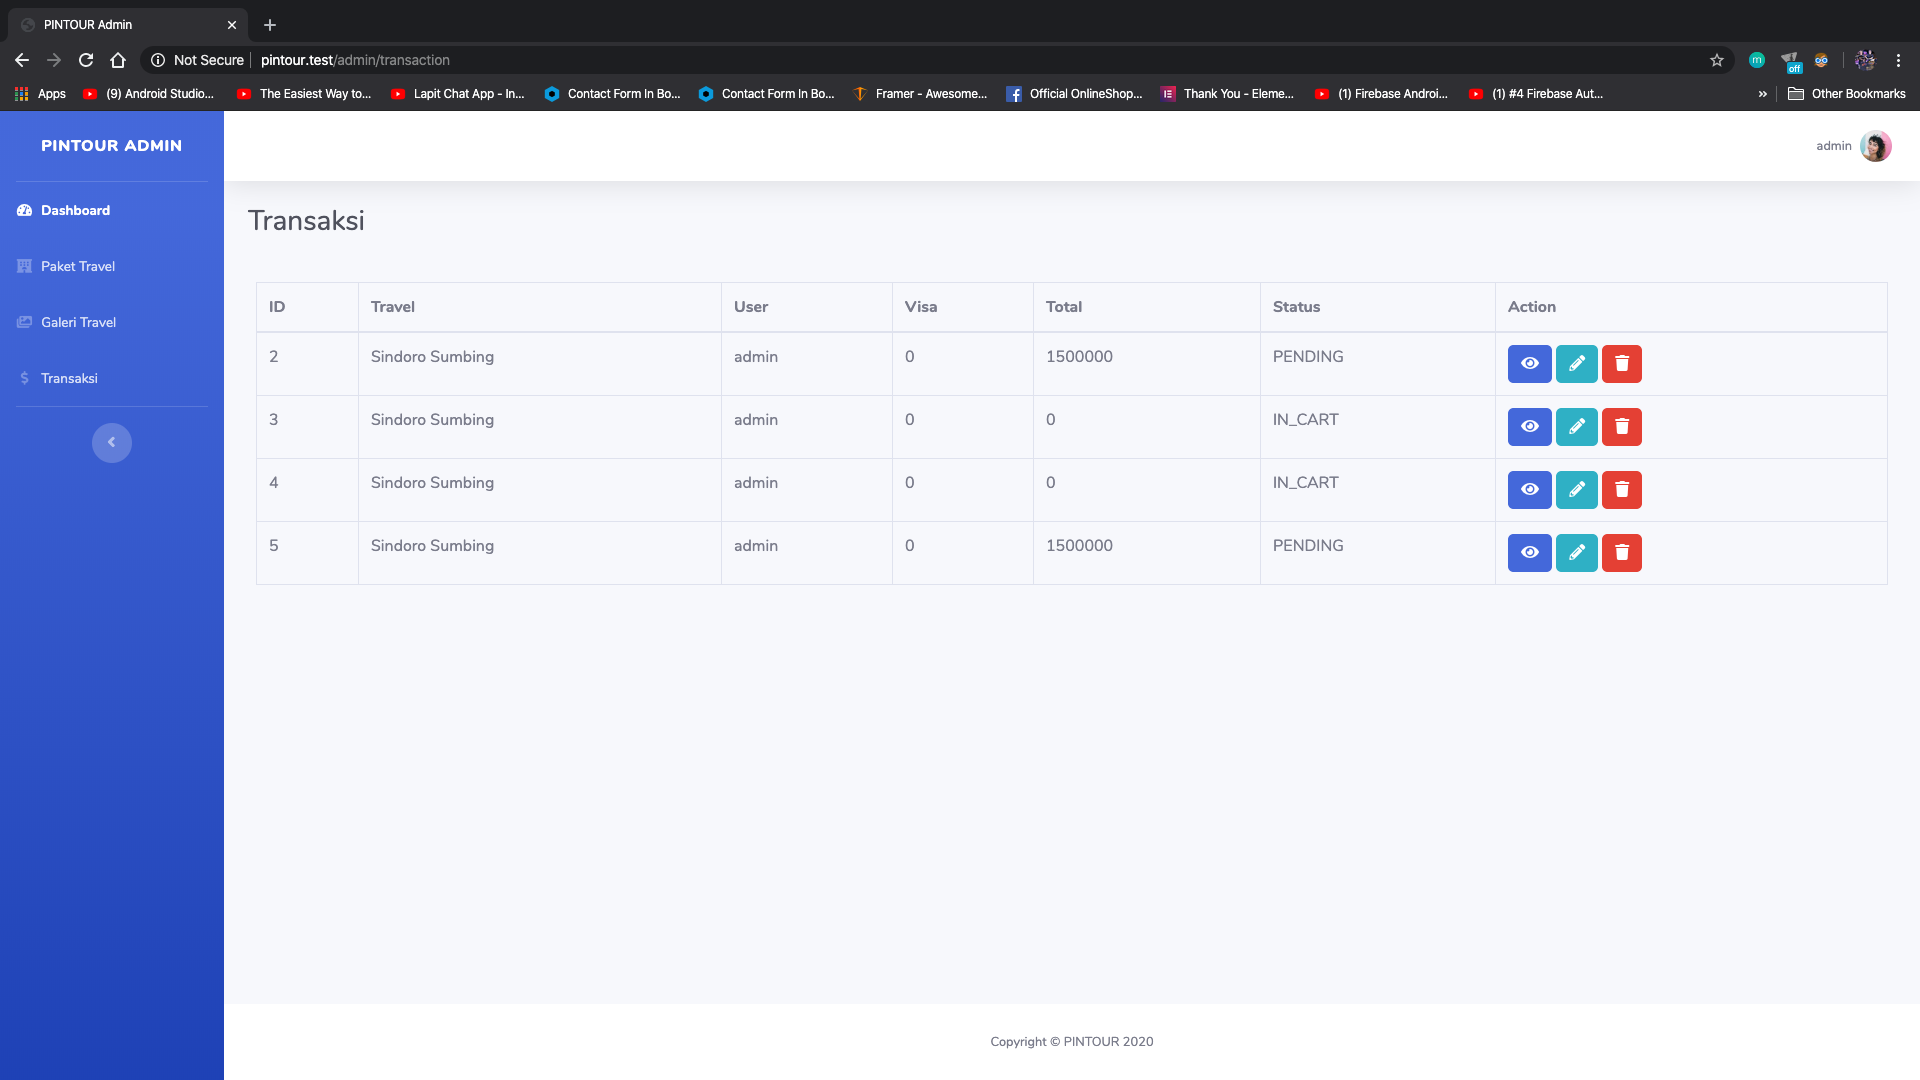 PINTOUR Admin
Not Secure
pintour.test/admin/transaction
m
off
Apps
(9) Android Studio...
The Easiest Way to...
Lapit Chat App - In...
Contact Form In Bo...
Contact Form In Bo...
Framer - Awesome...
Official OnlineShop...
Thank You - Eleme...
(1) Firebase Androi...
(1) #4 Firebase Aut...
»
Other Bookmarks
PINTOUR ADMIN
admin
Dashboard
Paket Travel
Galeri Travel
Transaksi
Transaksi
ID Travel User Visa Total Status Action
2 Sindoro Sumbing admin 0 1500000 PENDING
3 Sindoro Sumbing admin 0 0 IN_CART
4 Sindoro Sumbing admin 0 0 IN_CART
5 Sindoro Sumbing admin 0 1500000 PENDING
Copyright © PINTOUR 2020